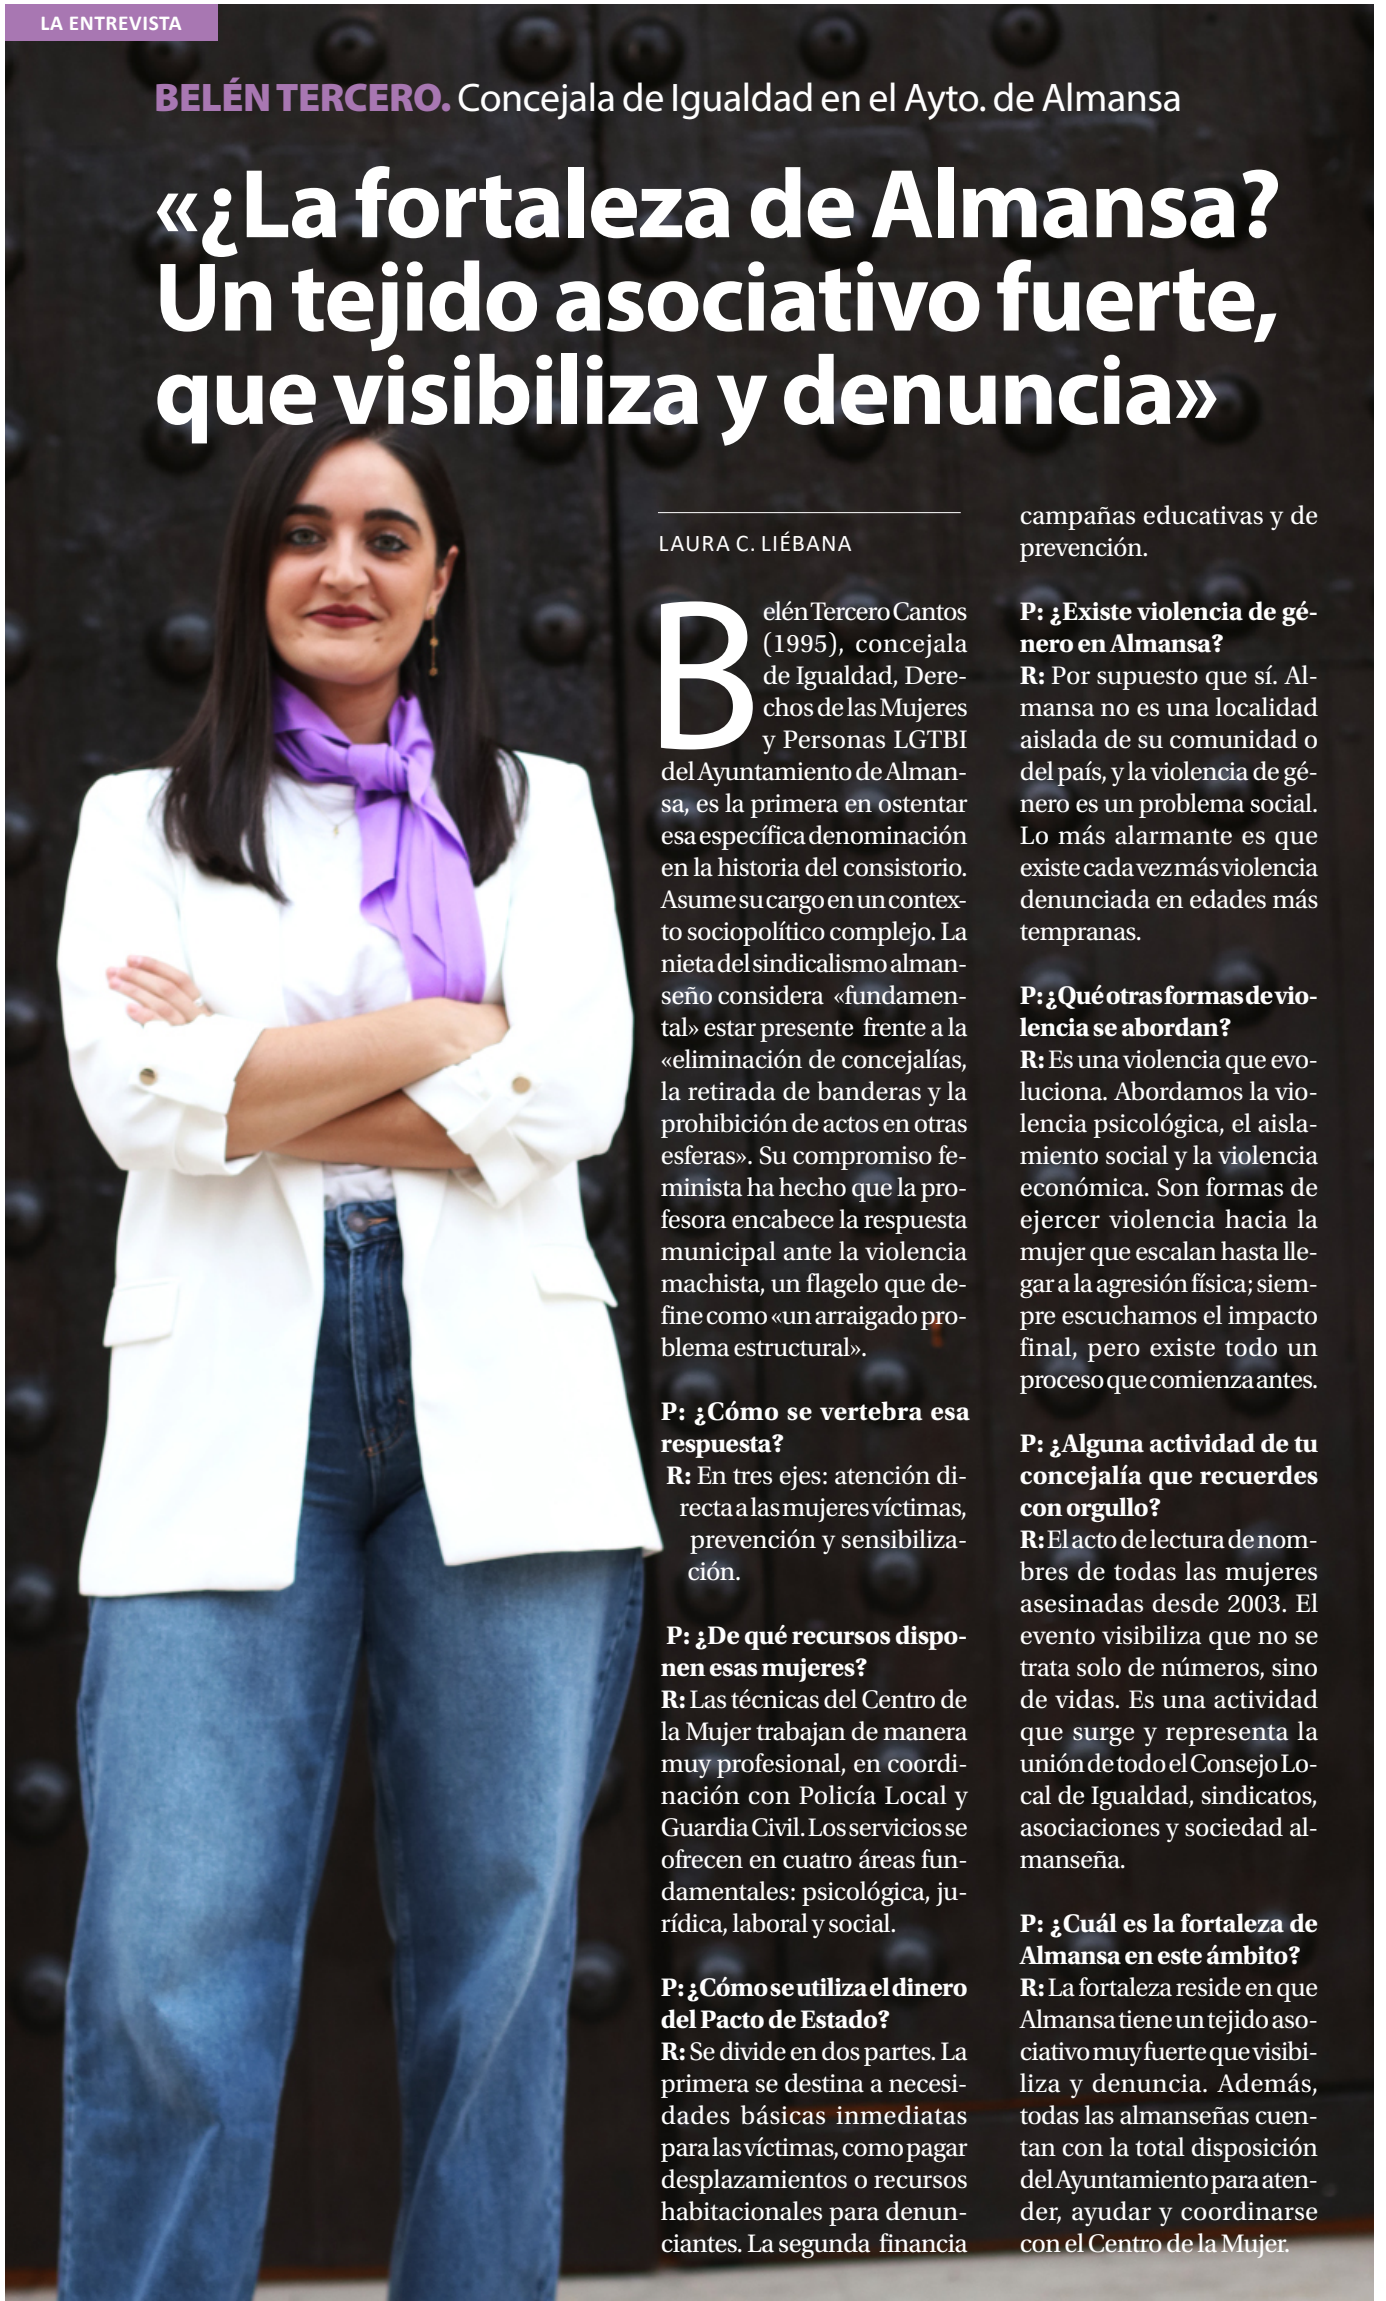 LA ENTREVISTA
BELÉN TERCERO. Concejala de Igualdad en el Ayto. de Almansa
«¿La fortaleza de Almansa?
Un tejido asociativo fuerte,
que visibiliza y denuncia»
LAURA C. LIÉBANA
Belén Tercero Cantos
(1995), concejala
de Igualdad, Dere-
chos de las Mujeres
y Personas LGTBI
del Ayuntamiento de Alman-
sa, es la primera en ostentar
esa específica denominación
en la historia del consistorio.
Asume su cargo en un contex-
to sociopolítico complejo. La
nieta del sindicalismo alman-
seño considera «fundamen-
tal» estar presente frente a la
«eliminación de concejalías,
la retirada de banderas y la
prohibición de actos en otras
esferas». Su compromiso fe-
minista ha hecho que la pro-
fesora encabece la respuesta
municipal ante la violencia
machista, un flagelo que de-
fine como «un arraigado pro-
blema estructural».
P: ¿Cómo se vertebra esa
respuesta?
R: En tres ejes: atención di-
recta a las mujeres víctimas,
prevención y sensibiliza-
ción.
P: ¿De qué recursos dispo-
nen esas mujeres?
R: Las técnicas del Centro de
la Mujer trabajan de manera
muy profesional, en coordi-
nación con Policía Local y
Guardia Civil. Los servicios se
ofrecen en cuatro áreas fun-
damentales: psicológica, ju-
rídica, laboral y social.
P: ¿Cómo se utiliza el dinero
del Pacto de Estado?
R: Se divide en dos partes. La
primera se destina a necesi-
dades básicas inmediatas
para las víctimas, como pagar
desplazamientos o recursos
habitacionales para denun-
ciantes. La segunda financia
campañas educativas y de
prevención.
P: ¿Existe violencia de gé-
nero en Almansa?
R: Por supuesto que sí. Al-
mansa no es una localidad
aislada de su comunidad o
del país, y la violencia de gé-
nero es un problema social.
Lo más alarmante es que
existe cada vez más violencia
denunciada en edades más
tempranas.
P: ¿Qué otras formas de vio-
lencia se abordan?
R: Es una violencia que evo-
luciona. Abordamos la vio-
lencia psicológica, el aisla-
miento social y la violencia
económica. Son formas de
ejercer violencia hacia la
mujer que escalan hasta lle-
gar a la agresión física; siem-
pre escuchamos el impacto
final, pero existe todo un
proceso que comienza antes.
P: ¿Alguna actividad de tu
concejalía que recuerdes
con orgullo?
R: El acto de lectura de nom-
bres de todas las mujeres
asesinadas desde 2003. El
evento visibiliza que no se
trata solo de números, sino
de vidas. Es una actividad
que surge y representa la
unión de todo el Consejo Lo-
cal de Igualdad, sindicatos,
asociaciones y sociedad al-
manseña.
P: ¿Cuál es la fortaleza de
Almansa en este ámbito?
R: La fortaleza reside en que
Almansa tiene un tejido aso-
ciativo muy fuerte que visibi-
liza y denuncia. Además,
todas las almanseñas cuen-
tan con la total disposición
del Ayuntamiento para aten-
der, ayudar y coordinarse
con el Centro de la Mujer.